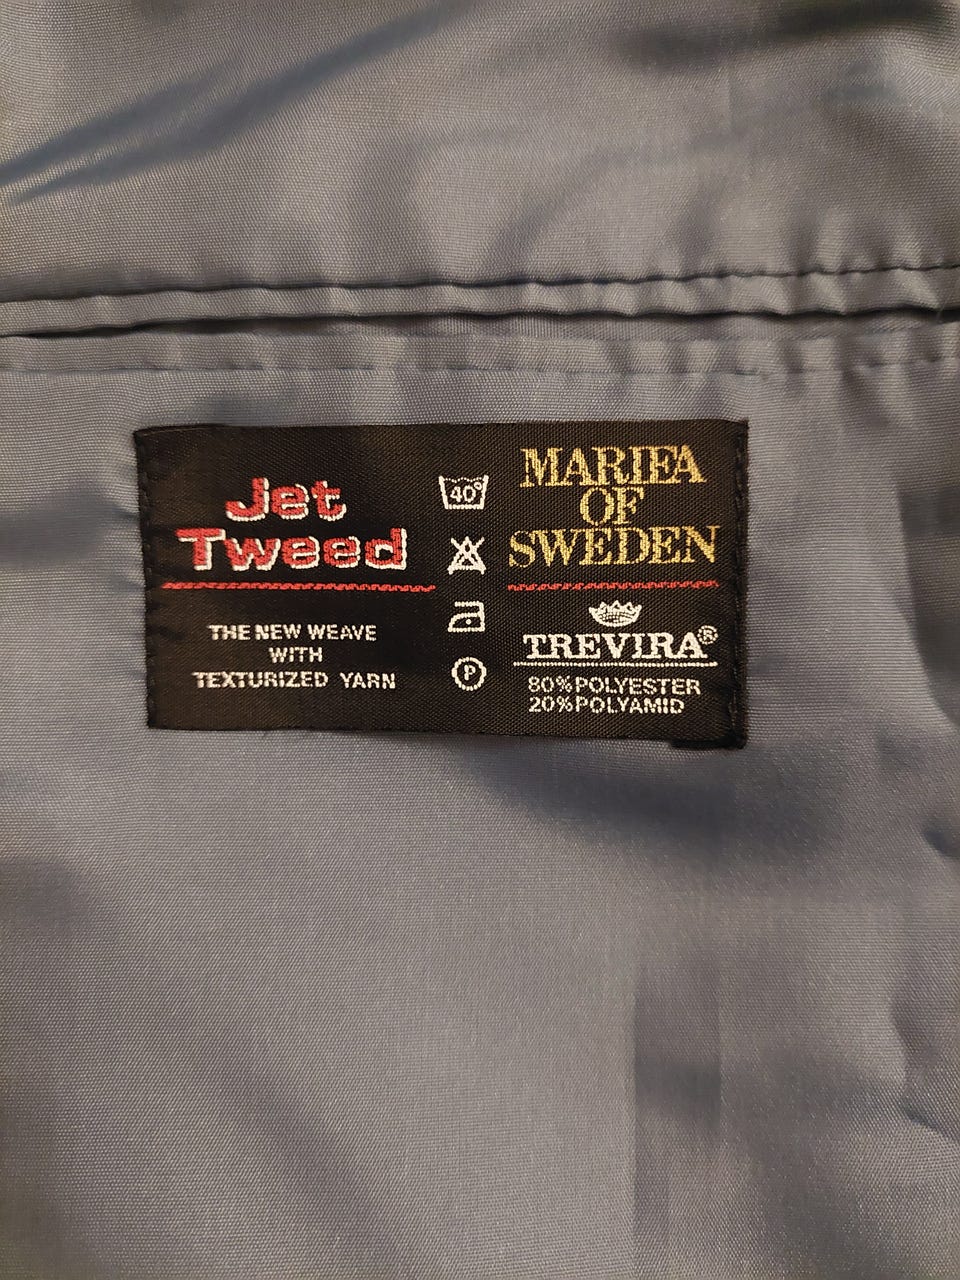 Jet
Tweed
THE NEW WEAVE
WITH
TEXTURIZED YARN
40°
P
MARIEA
OF
SWEDEN
TREVIRA®
80%POLYESTER
20%POLYAMID